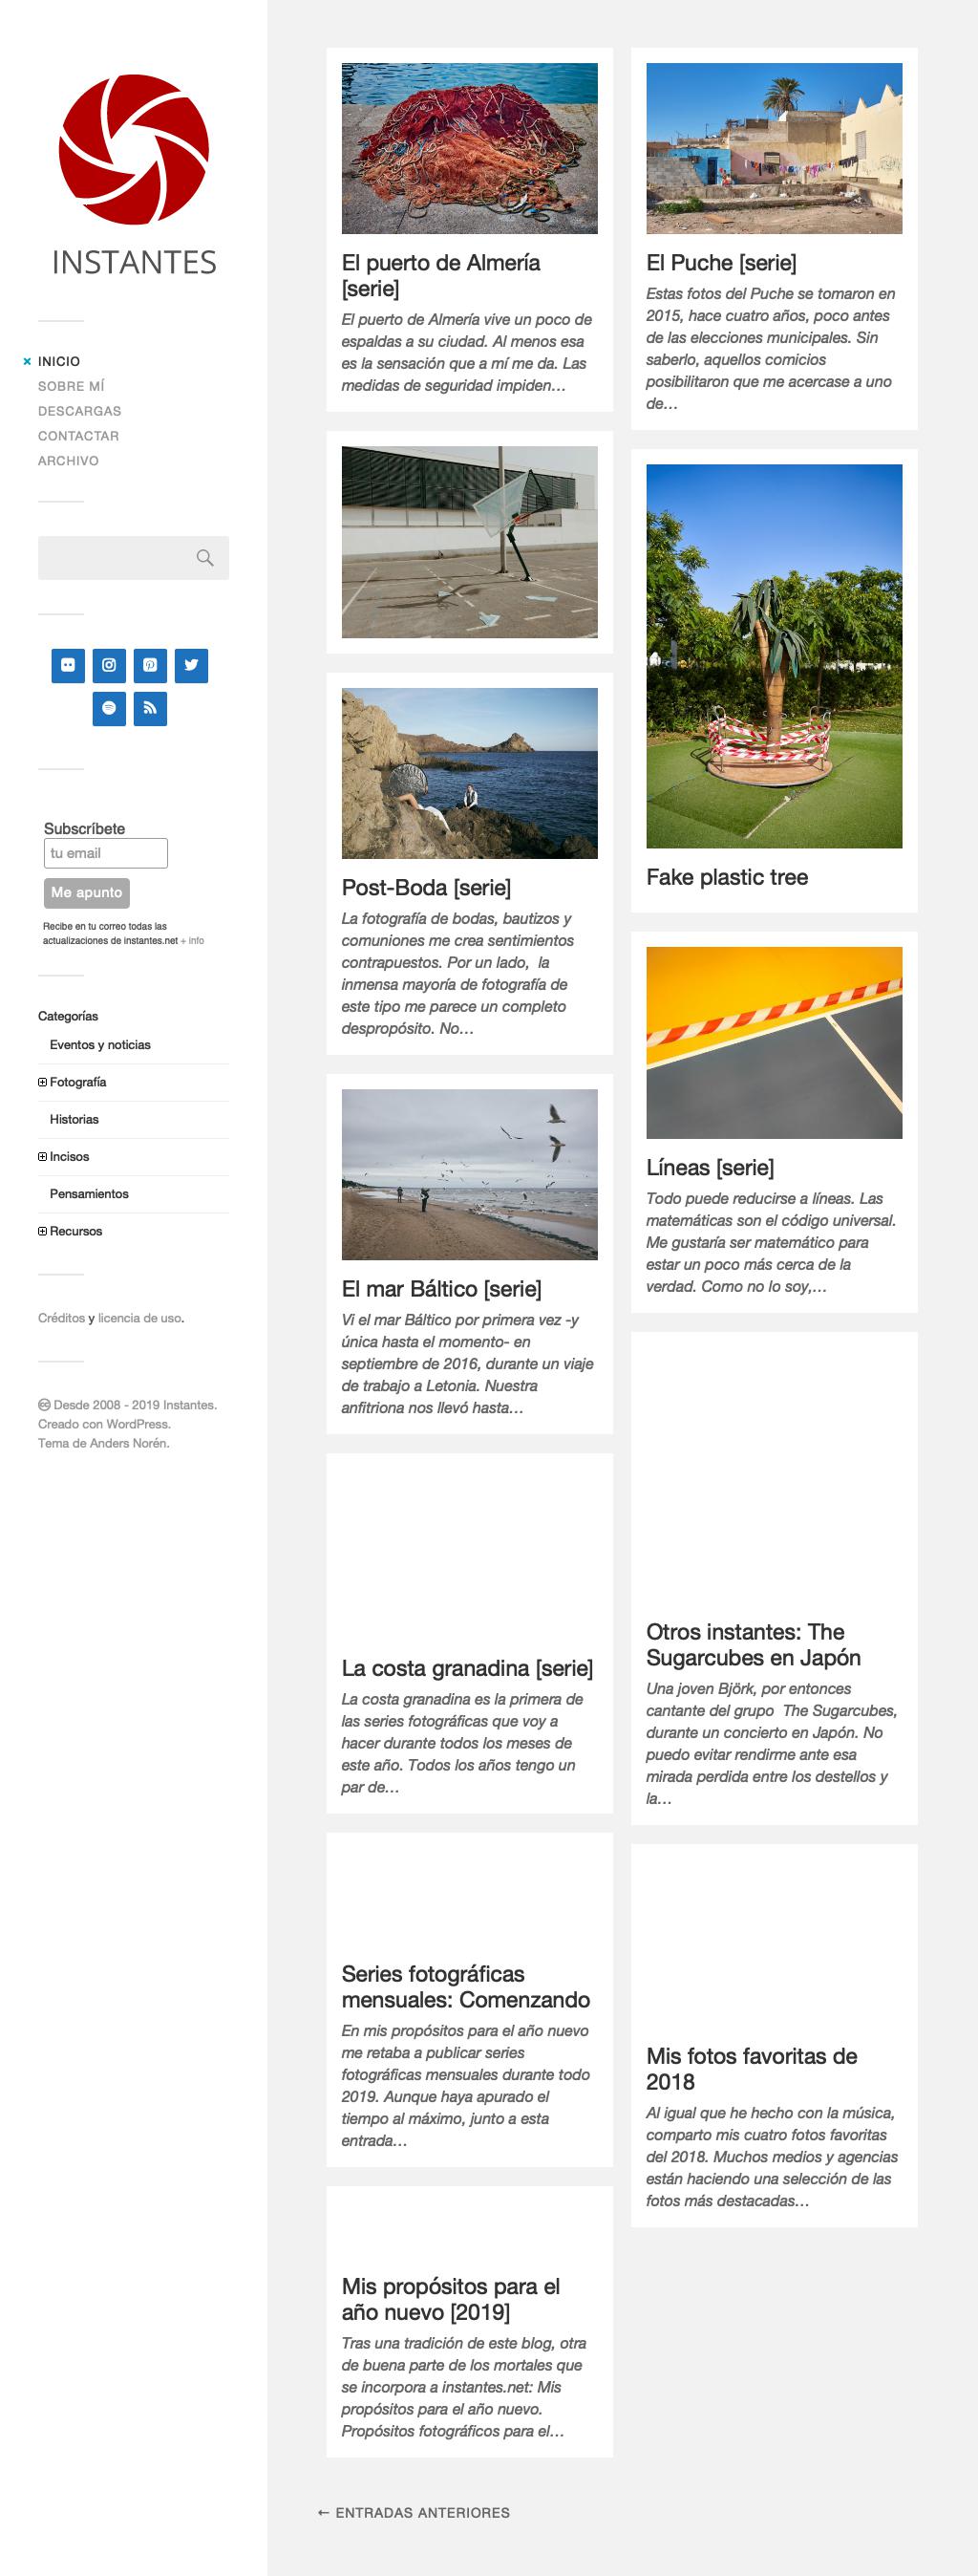 INSTANTES
INICIO
SOBRE MÍ
DESCARGAS
CONTACTAR
ARCHIVO
Subscríbete
tu email
Me apunto
Recibe en tu correo todas las
actualizaciones de instantes.net + info
Categorías
Eventos y noticias
Fotografía
Historias
Incisos
Pensamientos
Recursos
Créditos y licencia de uso.
Desde 2008 - 2019 Instantes.
Creado con WordPress.
Tema de Anders Norén.
El puerto de Almería
[serie]
El puerto de Almería vive un poco de
espaldas a su ciudad. Al menos esa
es la sensación que a mí me da. Las
medidas de seguridad impiden…
El Puche [serie]
Estas fotos del Puche se tomaron en
2015, hace cuatro años, poco antes
de las elecciones municipales. Sin
saberlo, aquellos comicios
posibilitaron que me acercase a uno
de…
Fake plastic tree
Post-Boda [serie]
La fotografía de bodas, bautizos y
comuniones me crea sentimientos
contrapuestos. Por un lado,  la
inmensa mayoría de fotografía de
este tipo me parece un completo
despropósito. No…
Líneas [serie]
Todo puede reducirse a líneas. Las
matemáticas son el código universal.
Me gustaría ser matemático para
estar un poco más cerca de la
verdad. Como no lo soy,…
El mar Báltico [serie]
Vi el mar Báltico por primera vez -y
única hasta el momento- en
septiembre de 2016, durante un viaje
de trabajo a Letonia. Nuestra
anfitriona nos llevó hasta…
Otros instantes: The
Sugarcubes en Japón
Una joven Björk, por entonces
cantante del grupo  The Sugarcubes,
durante un concierto en Japón. No
puedo evitar rendirme ante esa
mirada perdida entre los destellos y
la…
La costa granadina [serie]
La costa granadina es la primera de
las series fotográficas que voy a
hacer durante todos los meses de
este año. Todos los años tengo un
par de…
Series fotográficas
mensuales: Comenzando
En mis propósitos para el año nuevo
me retaba a publicar series
fotográficas mensuales durante todo
2019. Aunque haya apurado el
tiempo al máximo, junto a esta
entrada…
Mis fotos favoritas de
2018
Al igual que he hecho con la música,
comparto mis cuatro fotos favoritas
del 2018. Muchos medios y agencias
están haciendo una selección de las
fotos más destacadas…
Mis propósitos para el
año nuevo [2019]
Tras una tradición de este blog, otra
de buena parte de los mortales que
se incorpora a instantes.net: Mis
propósitos para el año nuevo.
Propósitos fotográficos para el…
← ENTRADAS ANTERIORES